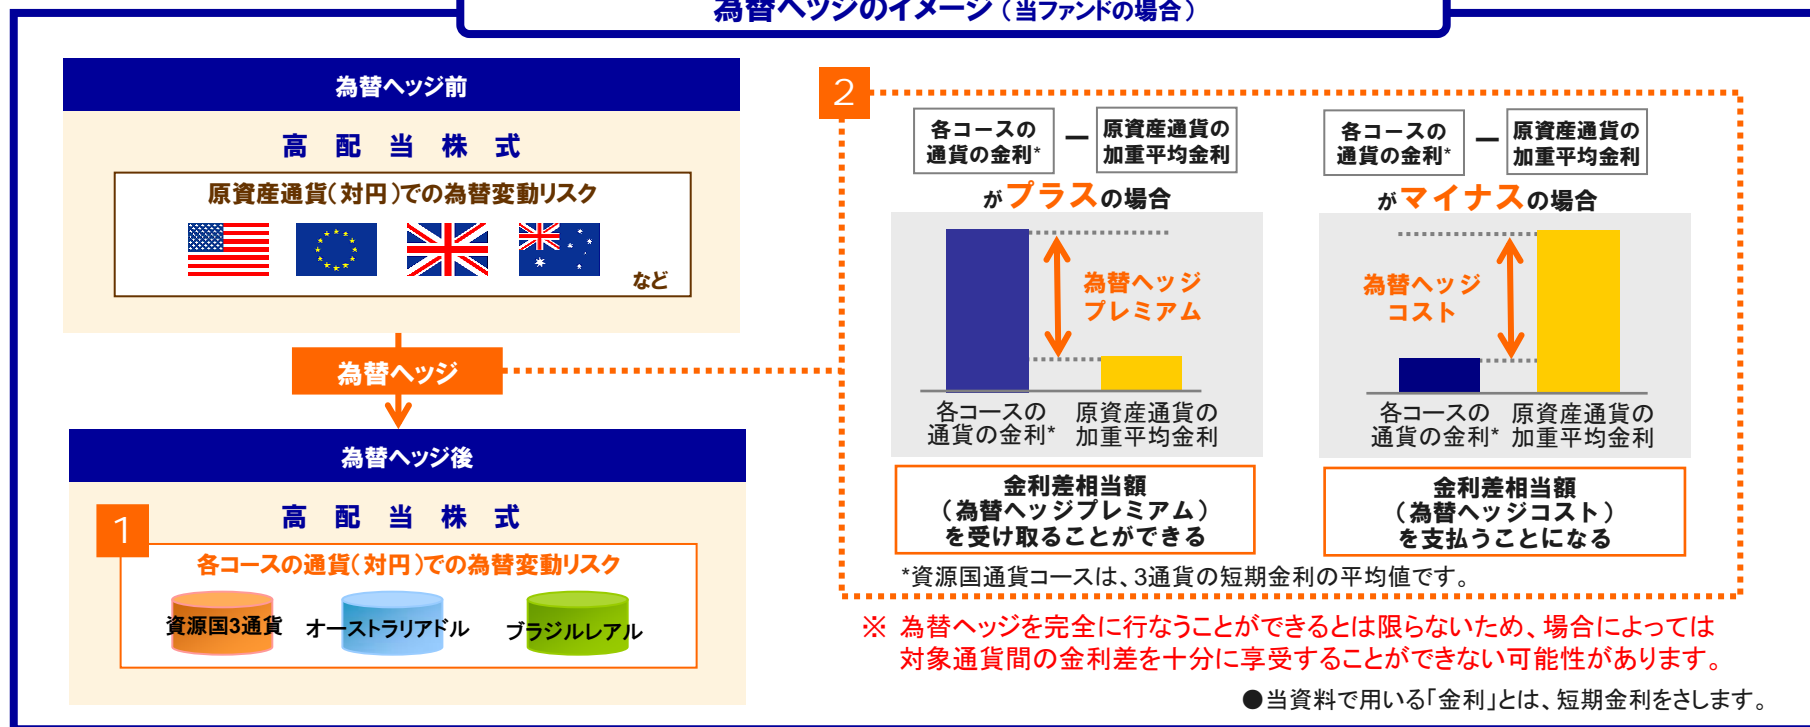 為替ヘッジのイメージ（当ファンドの場合）
為替ヘッジ前
高配当株式
原資産通貨（対円）での為替変動リスク
など
為替ヘッジ
為替ヘッジ後
1
高配当株式
各コースの通貨（対円）での為替変動リスク
資源国3通貨
オーストラリアドル
ブラジルレアル
2
各コースの
通貨の金利*
ー
原資産通貨の
加重平均金利
がプラスの場合
為替ヘッジ
プレミアム
各コースの
通貨の金利*
原資産通貨の
加重平均金利
金利差相当額
（為替ヘッジプレミアム）
を受け取ることができる
各コースの
通貨の金利*
ー
原資産通貨の
加重平均金利
がマイナスの場合
為替ヘッジ
コスト
各コースの
通貨の金利*
原資産通貨の
加重平均金利
金利差相当額
（為替ヘッジコスト）
を支払うことになる
*資源国通貨コースは、3通貨の短期金利の平均値です。
※ 為替ヘッジを完全に行なうことができるとは限らないため、場合によっては
対象通貨間の金利差を十分に享受することができない可能性があります。
●当資料で用いる「金利」とは、短期金利をさします。